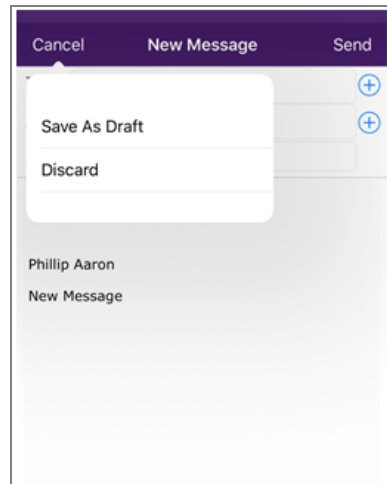 Cancel New Message Send
Save As Draft
Discard
Phillip Aaron
New Message